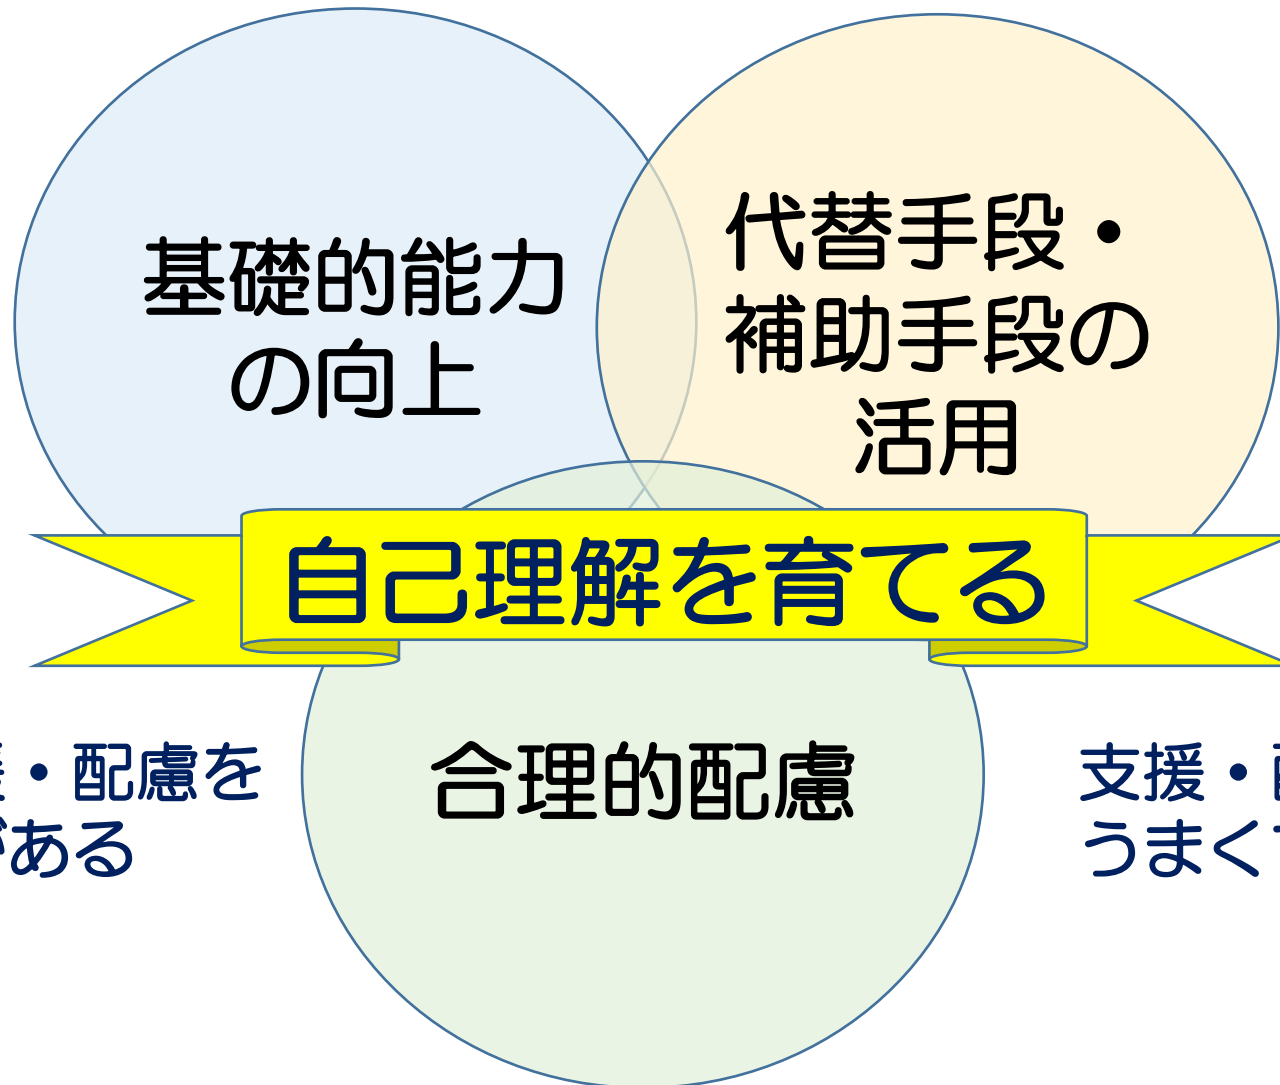 基礎的能力
の向上
代替手段・
補助手段の
活用
自己理解を育てる
合理的配慮
・配慮を
がある
支援・
うまく